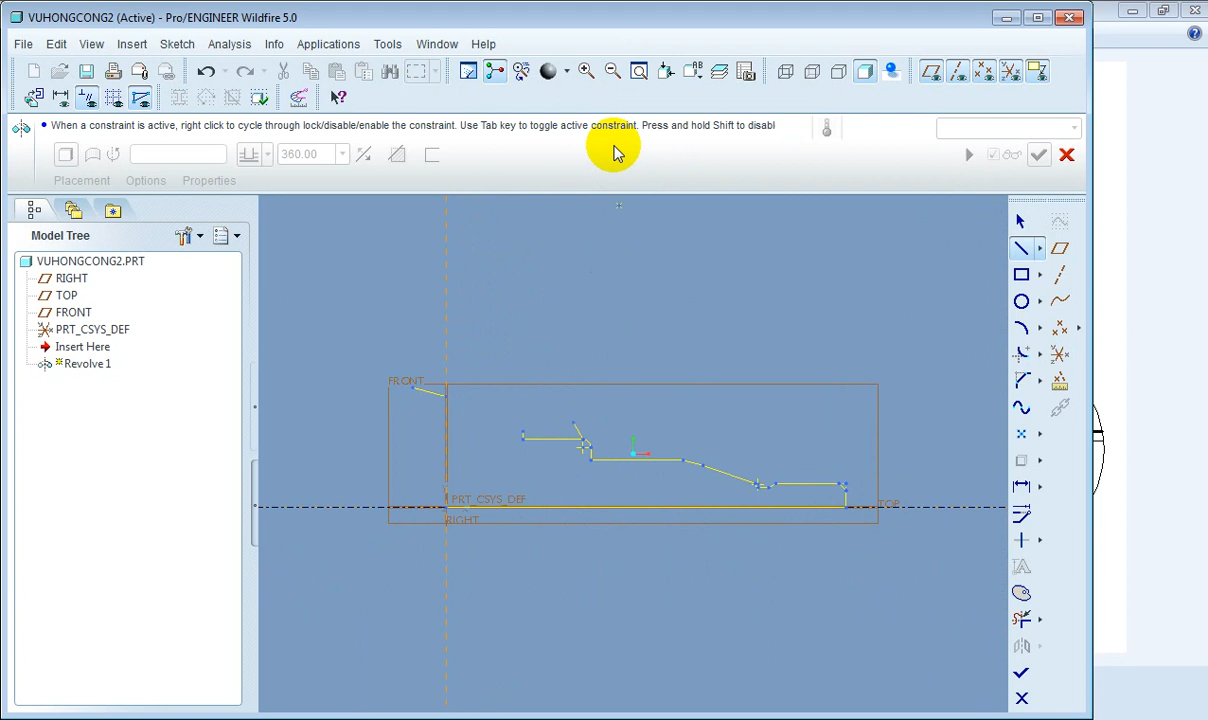 VUHONGCONG2 (Active) - Pro/ENGINEER Wildfire 5.0
File Edit View Insert Sketch Analysis Info Applications Tools Window Help
When a constraint is active, right click to cycle through lock/disable/enable the constraint. Use Tab key to toggle active constraint. Press and hold Shift to disabl
360.00
Placement Options Properties
Model Tree
VUHONGCONG2.PRT
RIGHT
TOP
FRONT
PRT_CSYS_DEF
Insert Here
Revolve 1
FRONT
PRT_CSYS_DEF
TOP
RIGHT